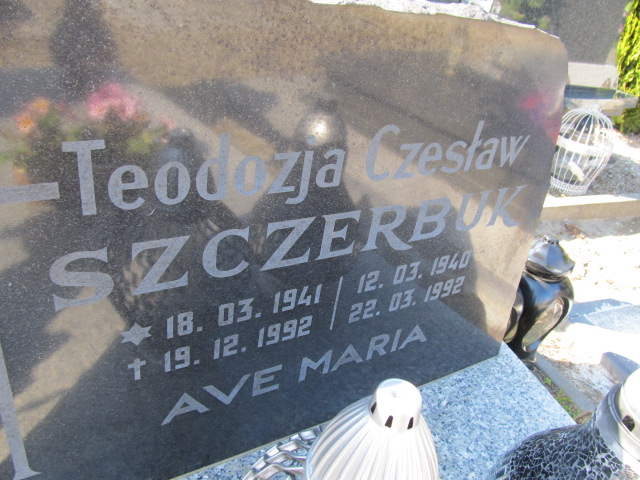 Teodozja Czesław
SZCZERBUK
* 18. 03. 1941 | 12. 03. 1940
† 19. 12. 1992 | 22. 03. 1992
AVE MARIA